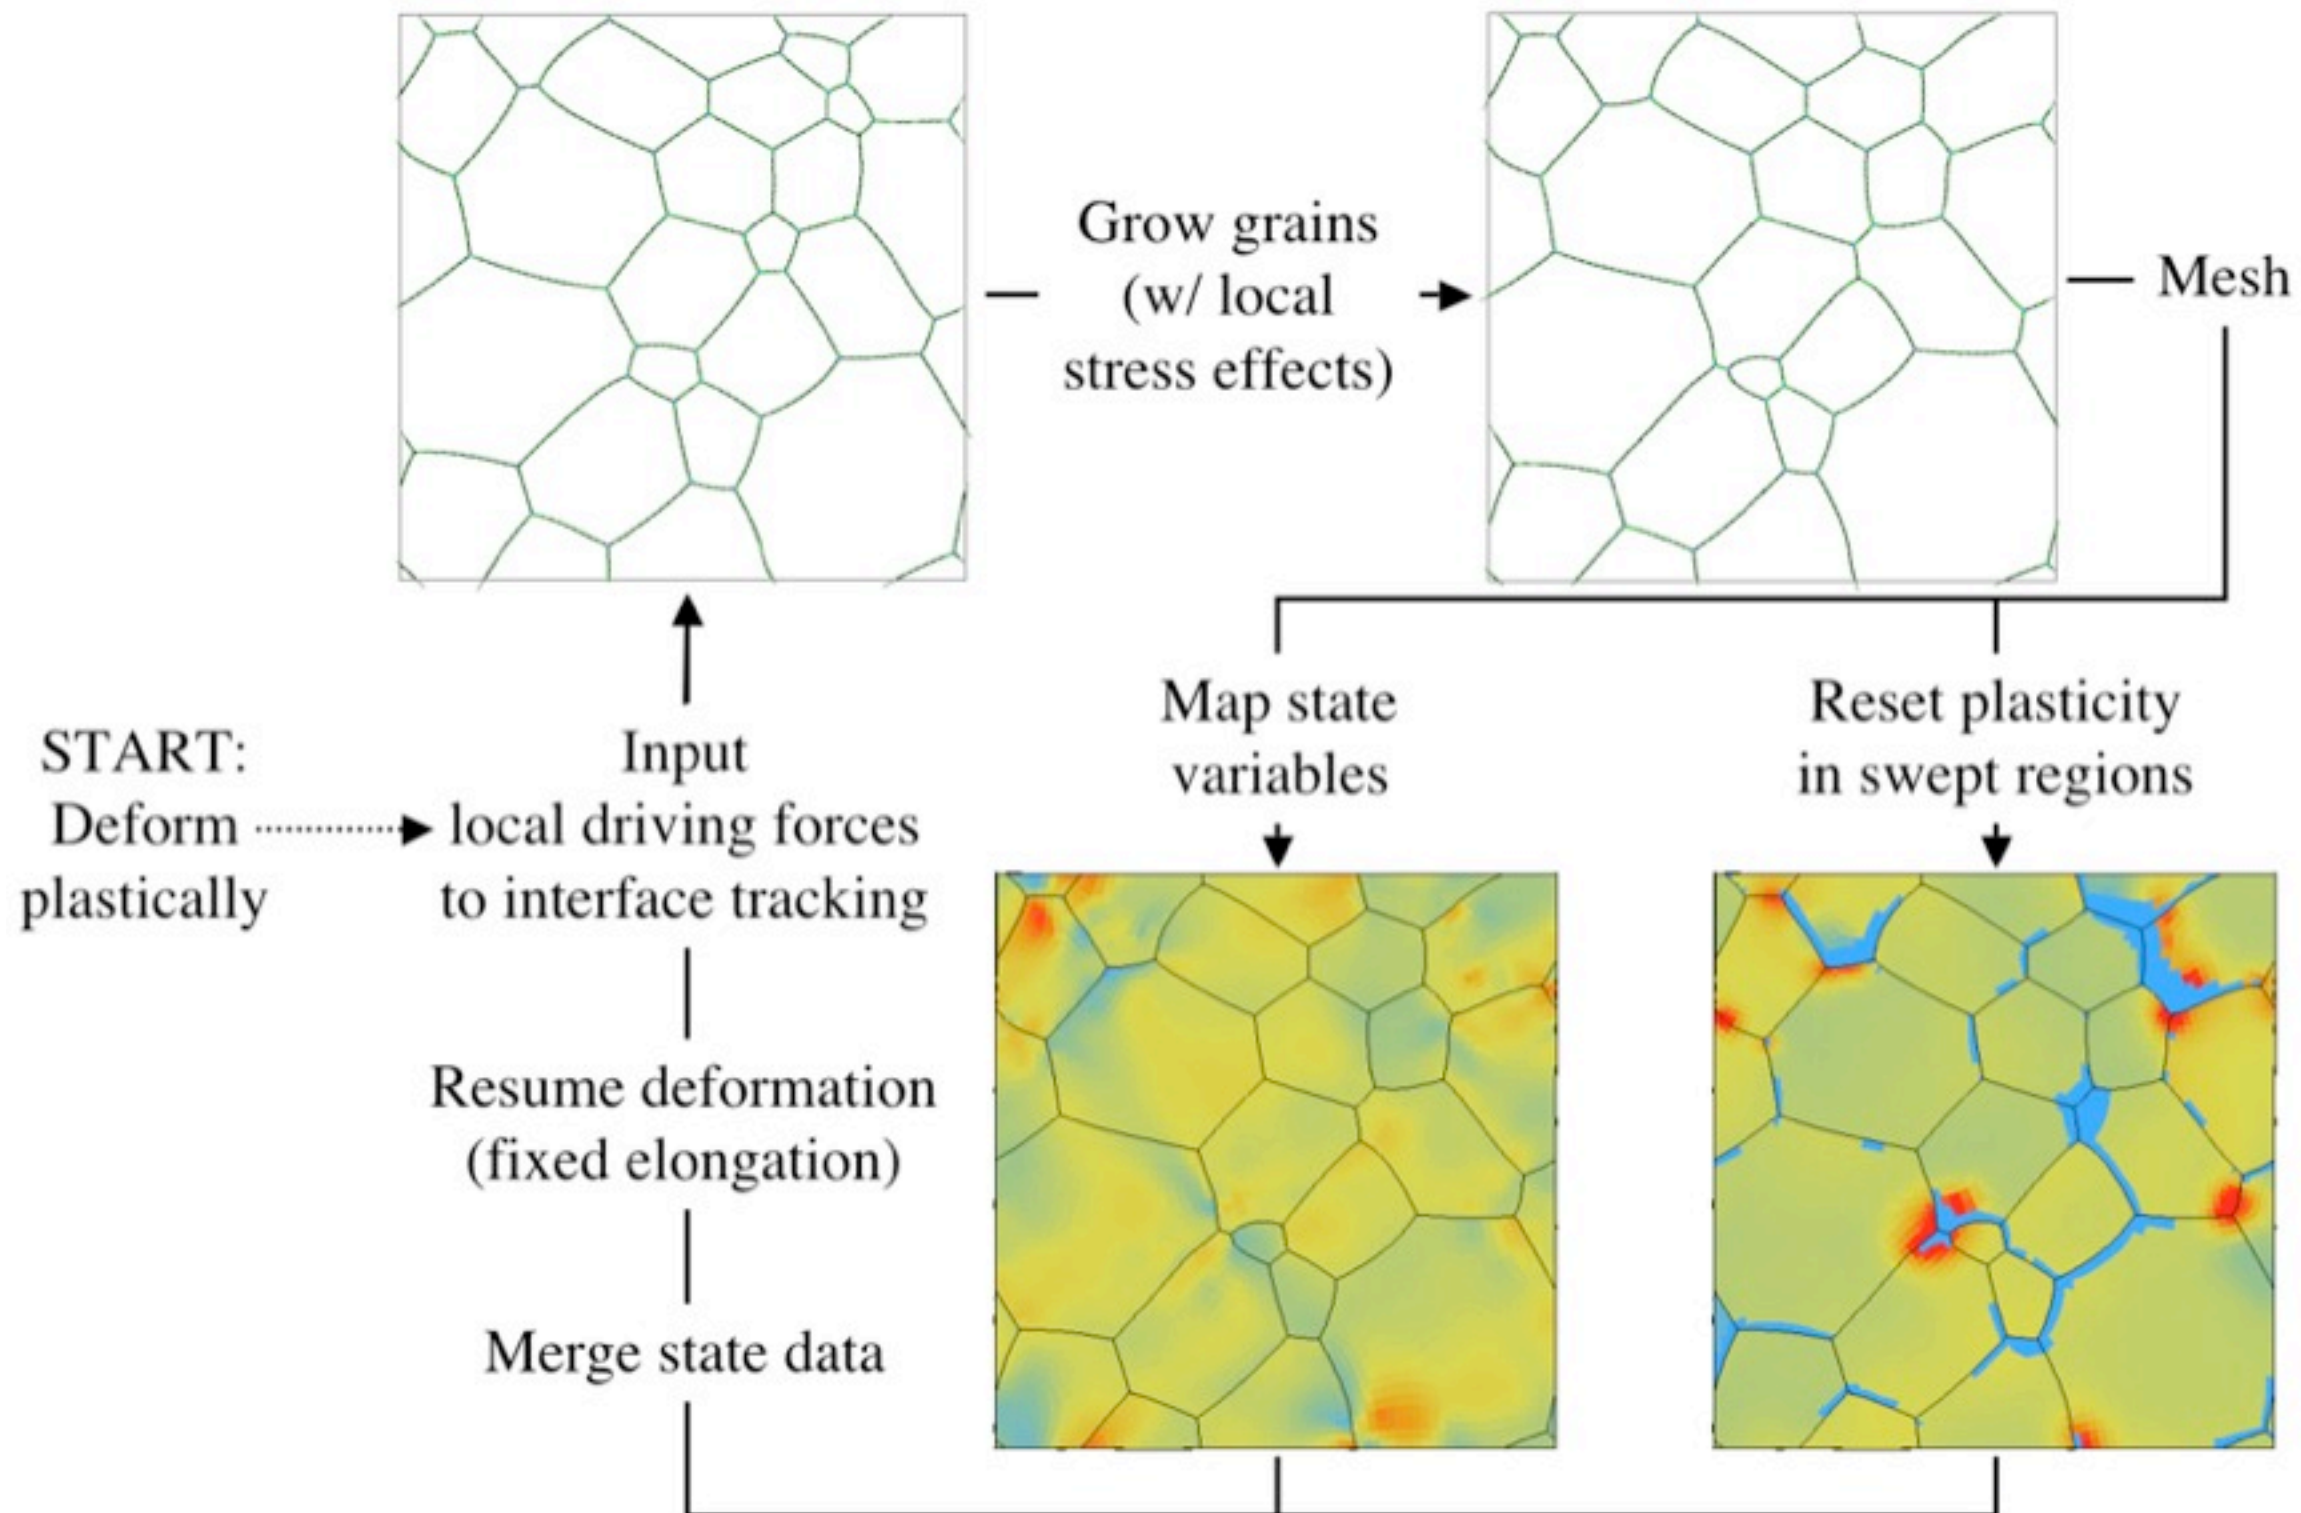 Grow grains
(w/ local
stress effects)
Mesh
Map state
variables
Reset plasticity
in swept regions
START:
Deform
plastically
Input
local driving forces
to interface tracking
Resume deformation
(fixed elongation)
Merge state data